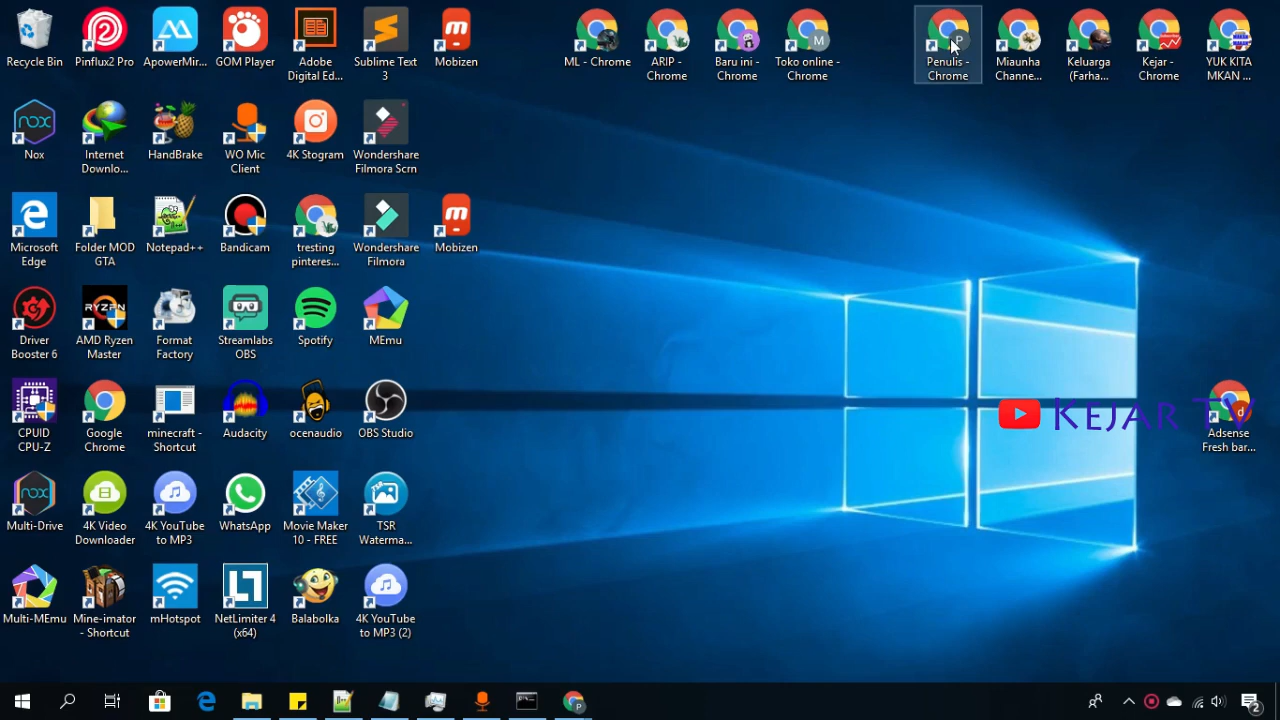 Recycle Bin
Pinflux2 Pro
ApowerMir...
GOM Player
Adobe
Digital Ed...
Sublime Text
3
Mobizen
ML - Chrome
ARIP -
Chrome
Baru ini -
Chrome
Toko online -
Chrome
M
P
Penulis -
Chrome
Miaunha
Channe...
Keluarga
(Farha...
Kejar -
Chrome
YUK KITA
MKAN ...
nox
Nox
Internet
Downlo...
HandBrake
WO Mic
Client
4K Stogram
Wondershare
Filmora Scrn
Microsoft
Edge
Folder MOD
GTA
Notepad++
Bandicam
tresting
pinteres...
Wondershare
Filmora
Mobizen
Driver
Booster 6
RYZEN
AMD Ryzen
Master
Format
Factory
Streamlabs
OBS
Spotify
MEmu
CPUID
CPU-Z
Google
Chrome
minecraft -
Shortcut
Audacity
ocenaudio
OBS Studio
KEJAR TV
d
Adsense
Fresh bar...
nox
Multi-Drive
4K Video
Downloader
4K YouTube
to MP3
WhatsApp
Movie Maker
10 - FREE
TSR
Waterma...
Multi-MEmu
Mine-imator
- Shortcut
mHotspot
NetLimiter 4
(x64)
Balabolka
4K YouTube
to MP3 (2)
P
2